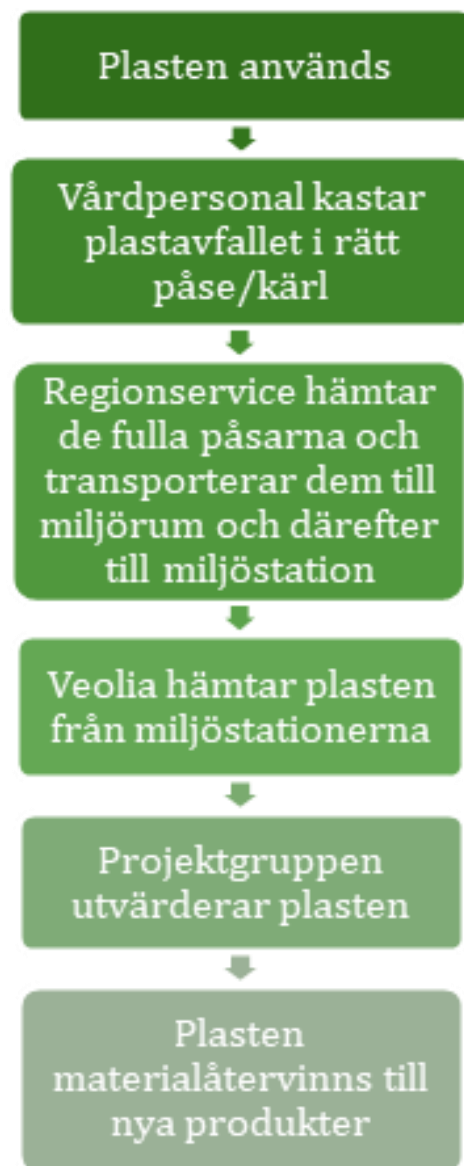 Plasten används
Vårdpersonal kastar
plastavfallet i rätt
påse/kärl
Regionservice hämtar
de fulla påsarna och
transporterar dem till
miljörum och därefter
till miljöstation
Veolia hämtar plasten
från miljöstationerna
Projektgruppen
utvärderar plasten
Plasten
materialåtervinns till
nya produkter